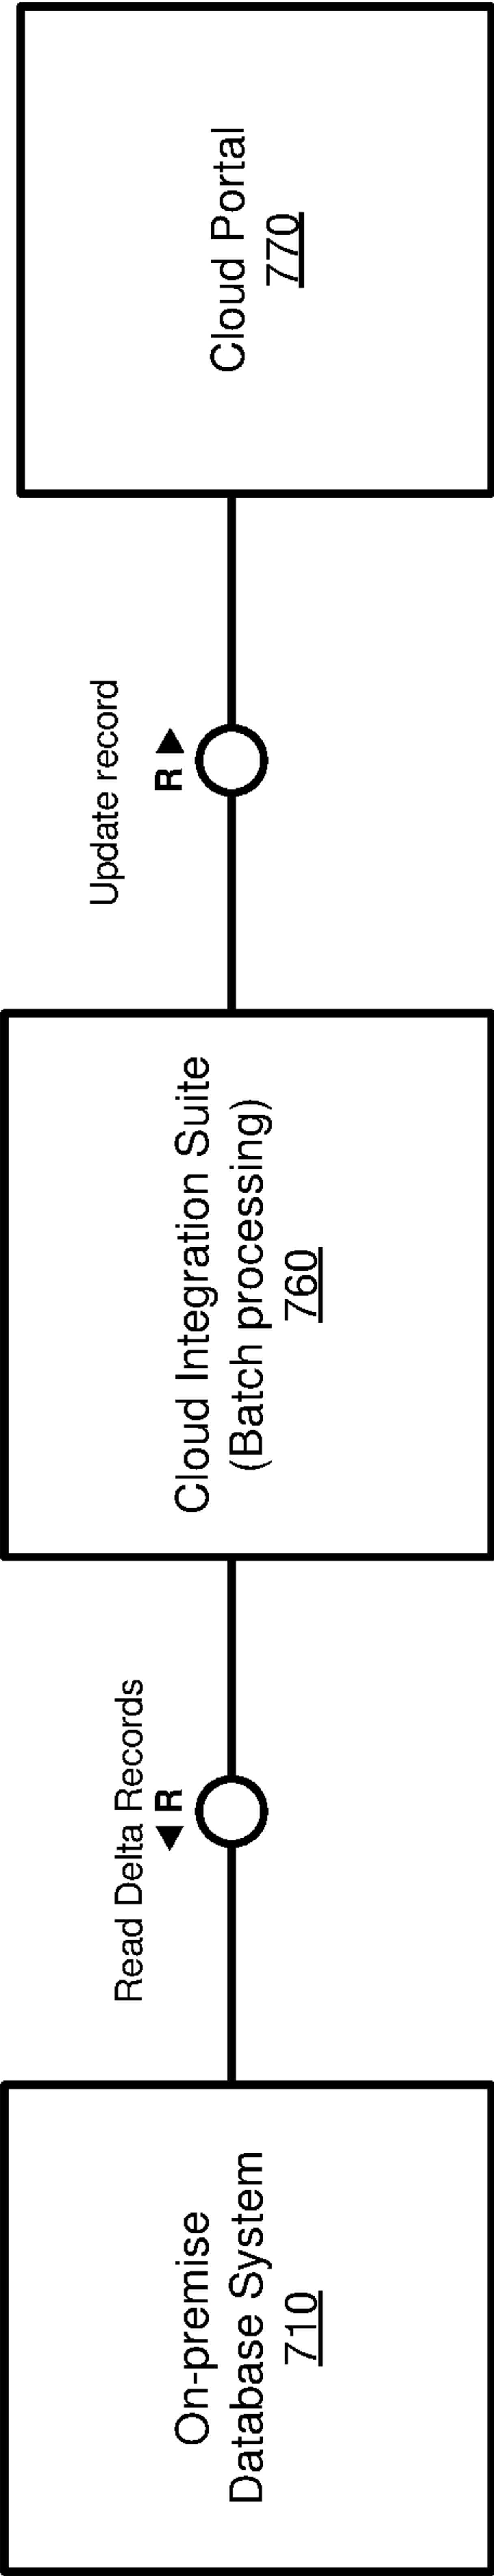 On-premise
Database System
710
Read Delta Records
◀ R
Cloud Integration Suite
(Batch processing)
760
Update record
R ▶
Cloud Portal
770